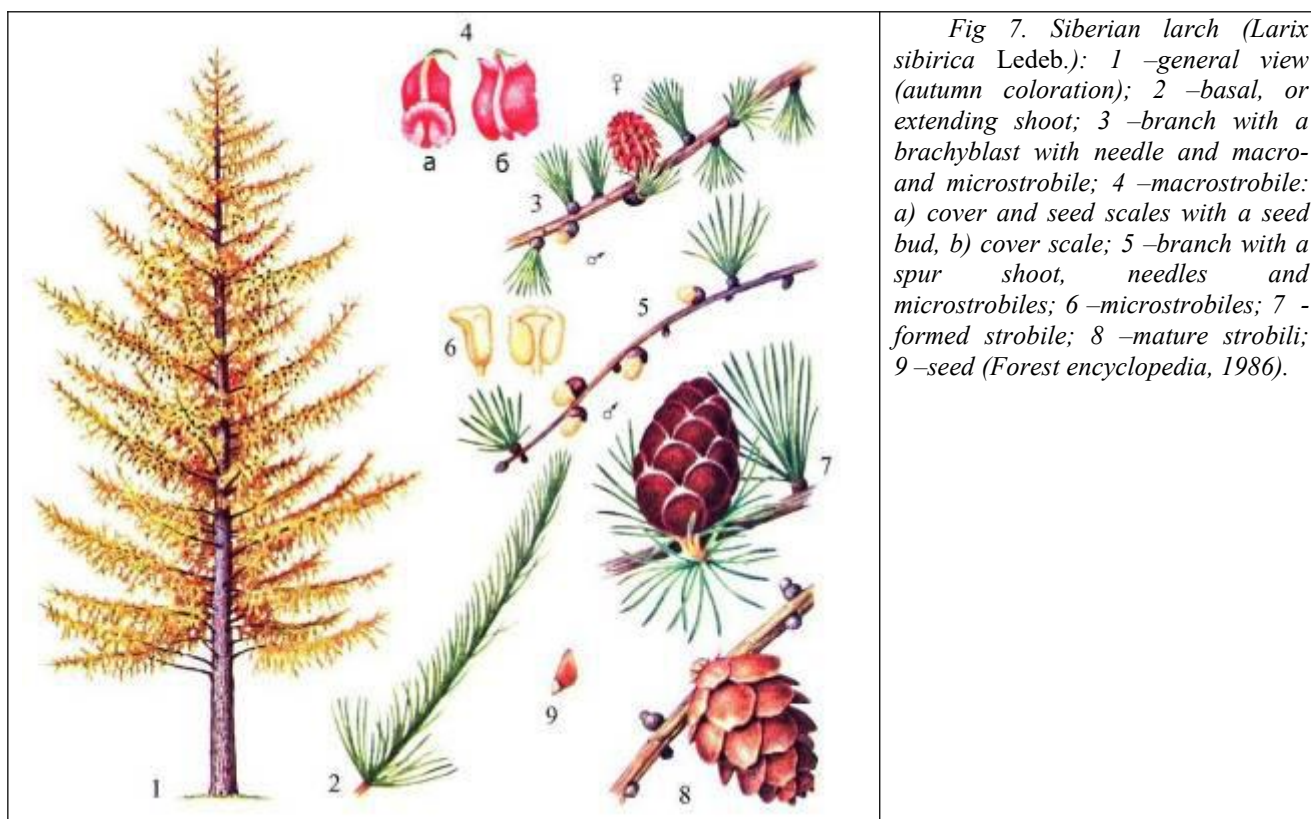 4
а
б
♀
3
♂
5
6
♂
7
2
9
8
1
Fig 7. Siberian larch (Larix
sibirica Ledeb.): 1 –general view
(autumn coloration); 2 –basal, or
extending shoot; 3 –branch with a
brachyblast with needle and macro-
and microstrobile; 4 –macrostrobile:
a) cover and seed scales with a seed
bud, b) cover scale; 5 –branch with a
spur shoot, needles and
microstrobiles; 6 –microstrobiles; 7 -
formed strobile; 8 –mature strobili;
9 –seed (Forest encyclopedia, 1986).